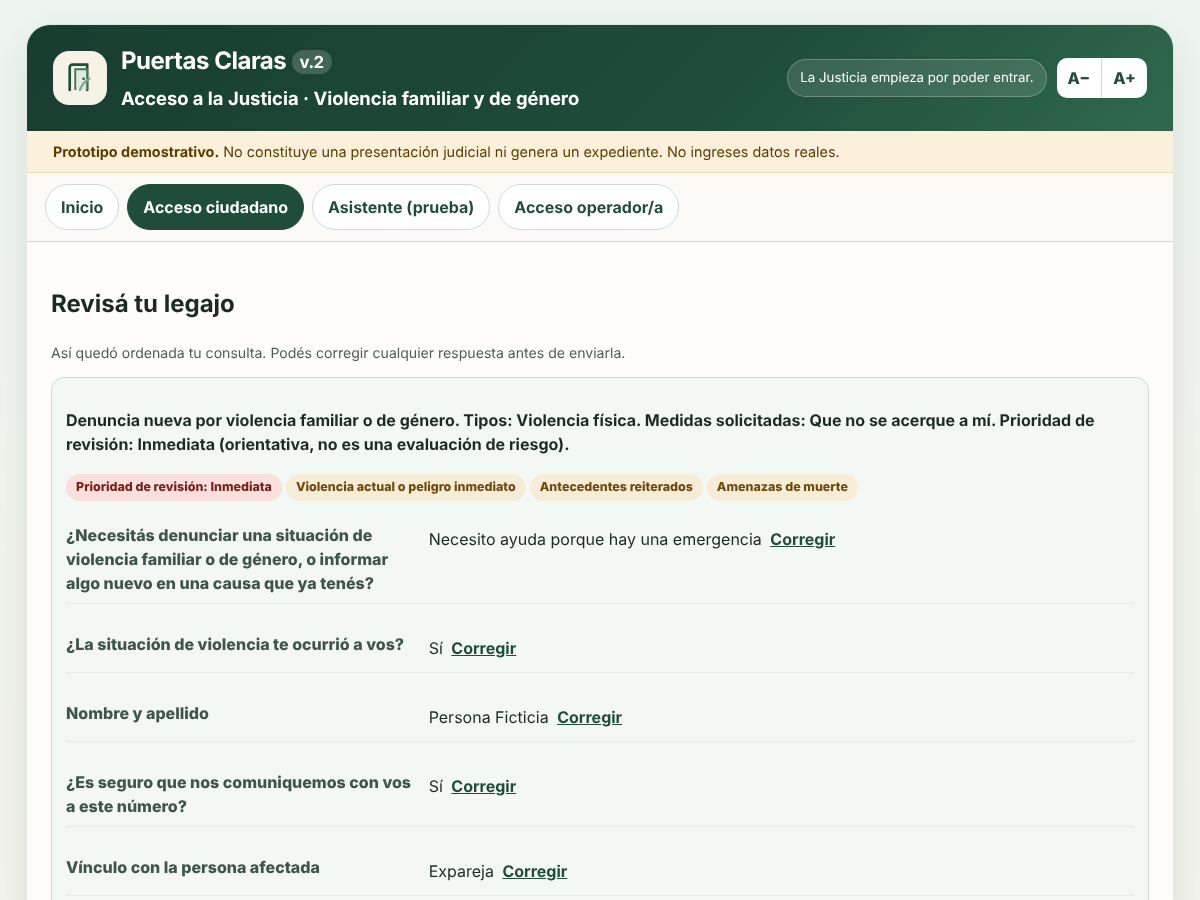 Puertas Claras v.2
Acceso a la Justicia · Violencia familiar y de género
La Justicia empieza por poder entrar.
A− A+
Prototipo demostrativo. No constituye una presentación judicial ni genera un expediente. No ingreses datos reales.
Inicio Acceso ciudadano Asistente (prueba) Acceso operador/a
Revisá tu legajo
Así quedó ordenada tu consulta. Podés corregir cualquier respuesta antes de enviarla.
Denuncia nueva por violencia familiar o de género. Tipos: Violencia física. Medidas solicitadas: Que no se acerque a mí. Prioridad de
revisión: Inmediata (orientativa, no es una evaluación de riesgo).
Prioridad de revisión: Inmediata Violencia actual o peligro inmediato Antecedentes reiterados Amenazas de muerte
¿Necesitás denunciar una situación de
violencia familiar o de género, o informar
algo nuevo en una causa que ya tenés?
Necesito ayuda porque hay una emergencia Corregir
¿La situación de violencia te ocurrió a vos?
Sí Corregir
Nombre y apellido
Persona Ficticia Corregir
¿Es seguro que nos comuniquemos con vos
a este número?
Sí Corregir
Vínculo con la persona afectada
Expareja Corregir